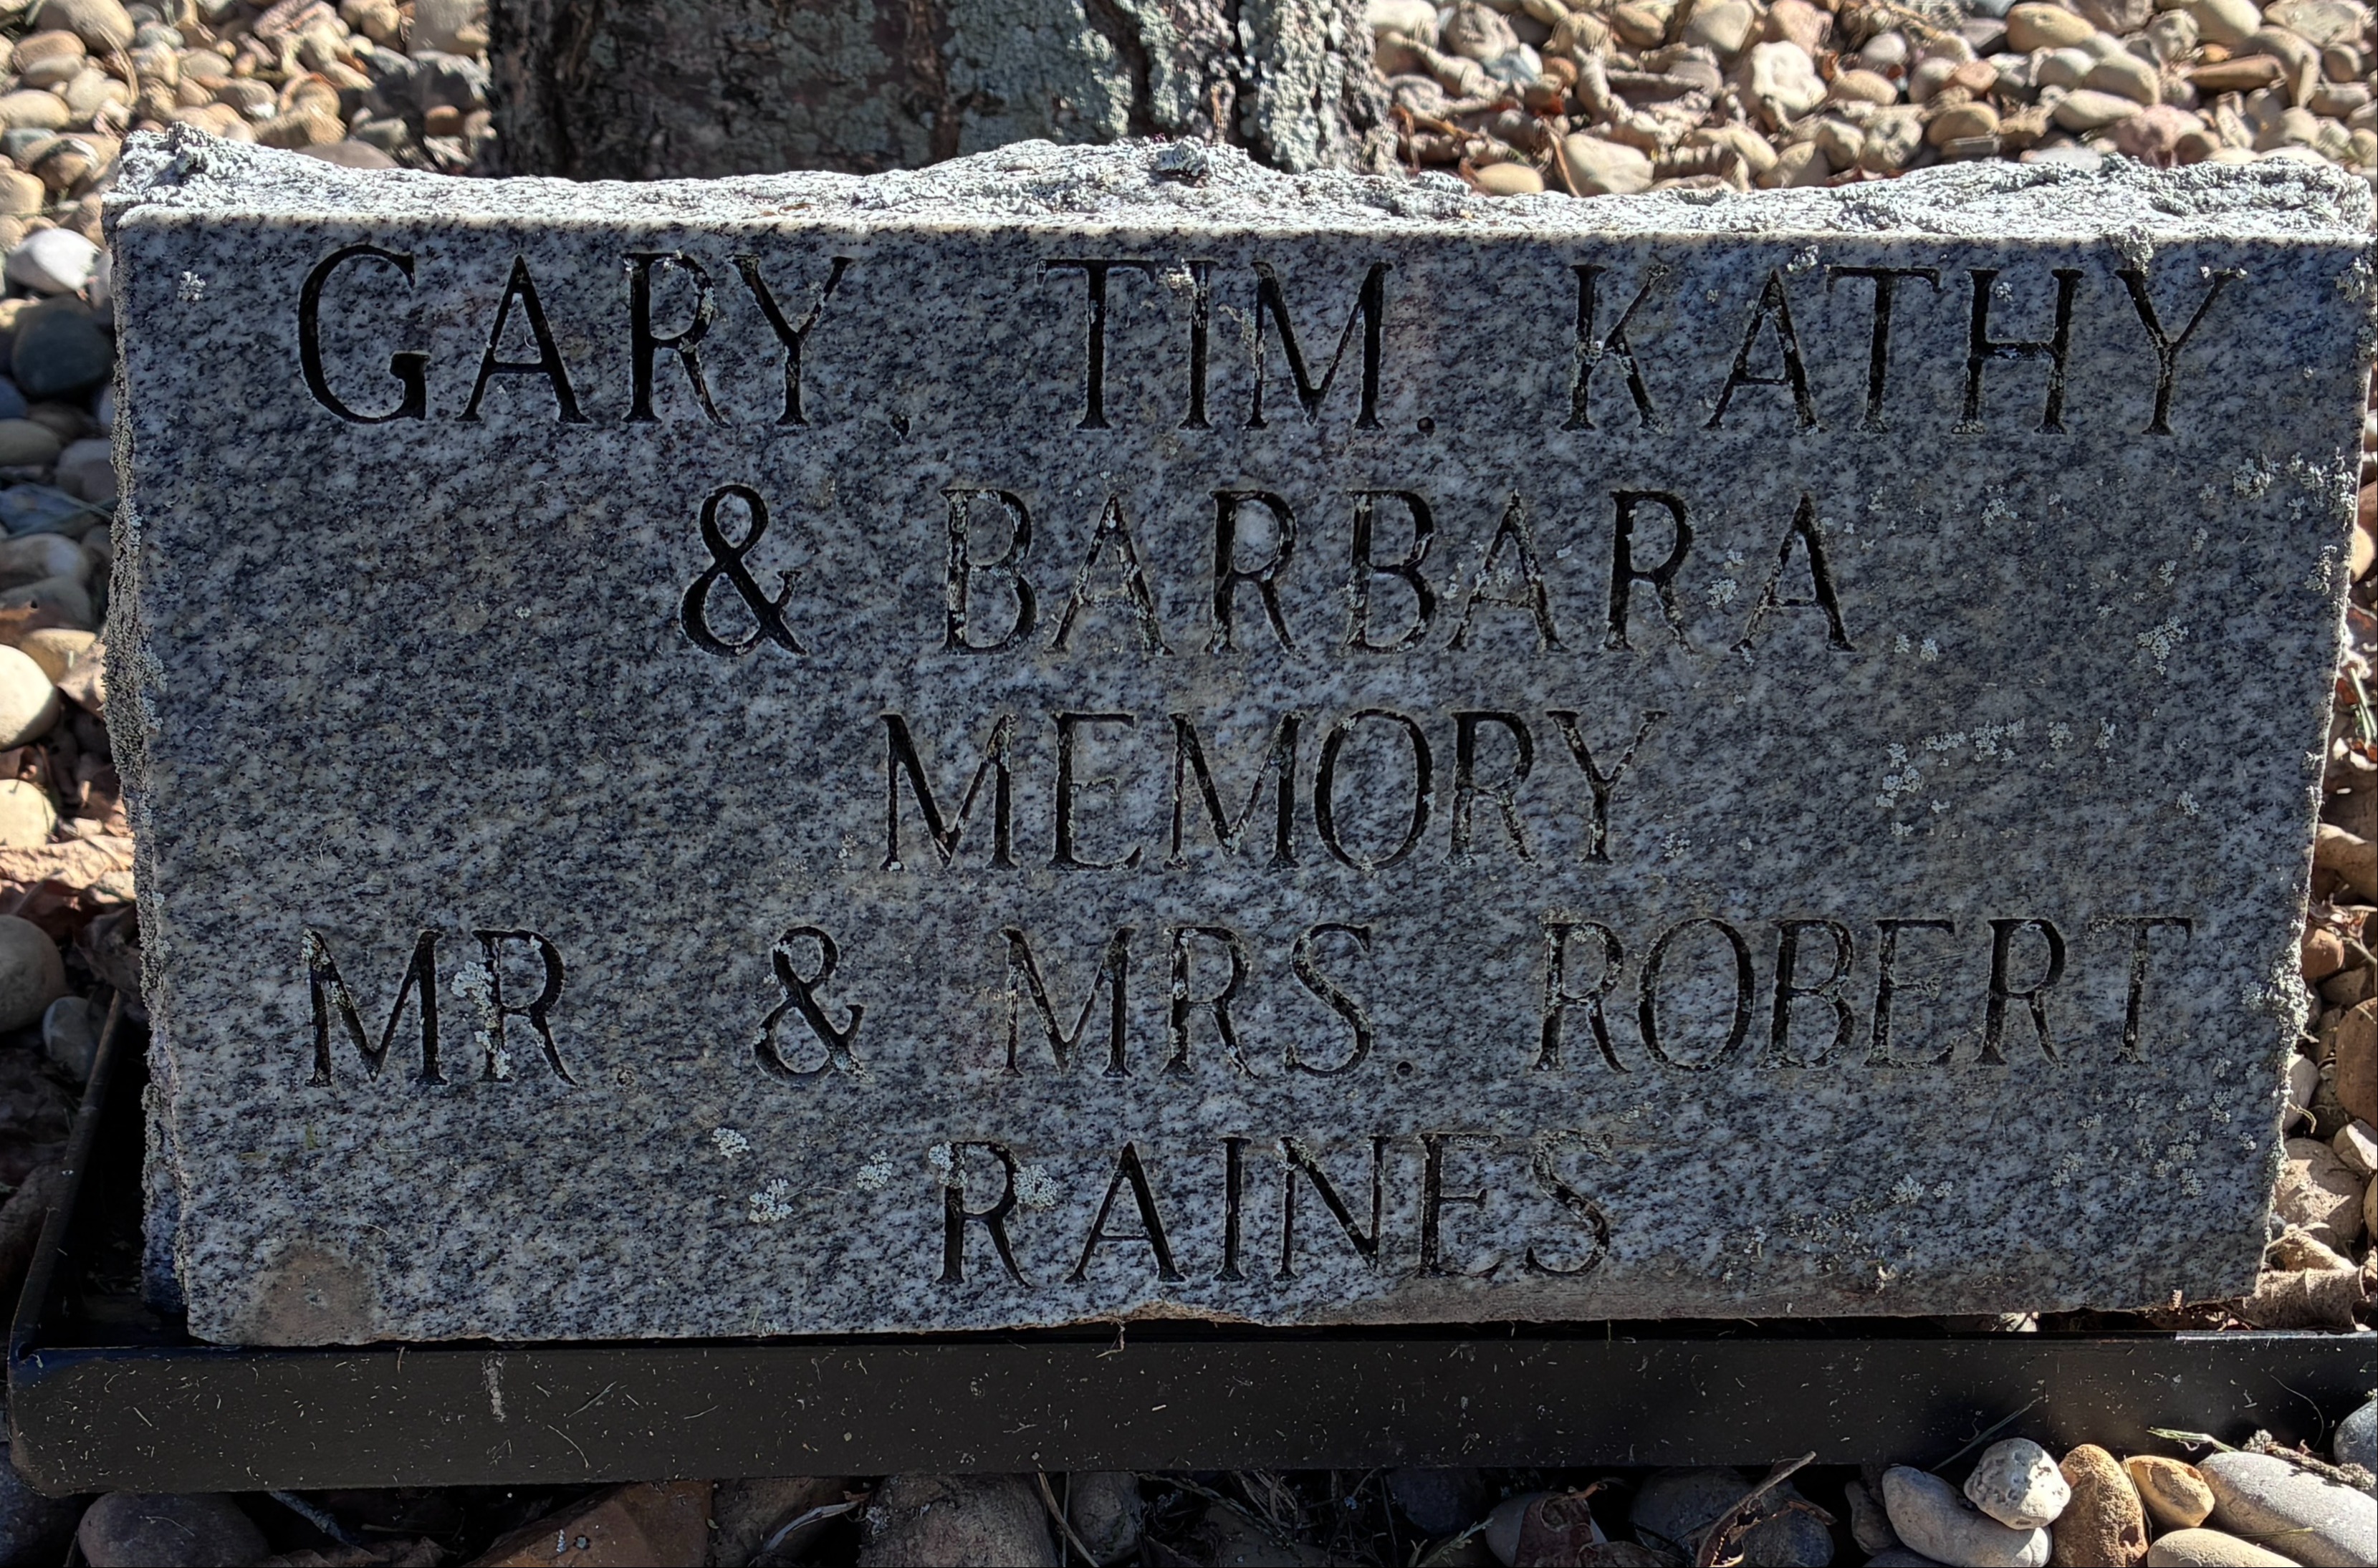 GARY, TIM. KATHY
& BARBARA
MEMORY
MR. & MRS. ROBERT
RAINES